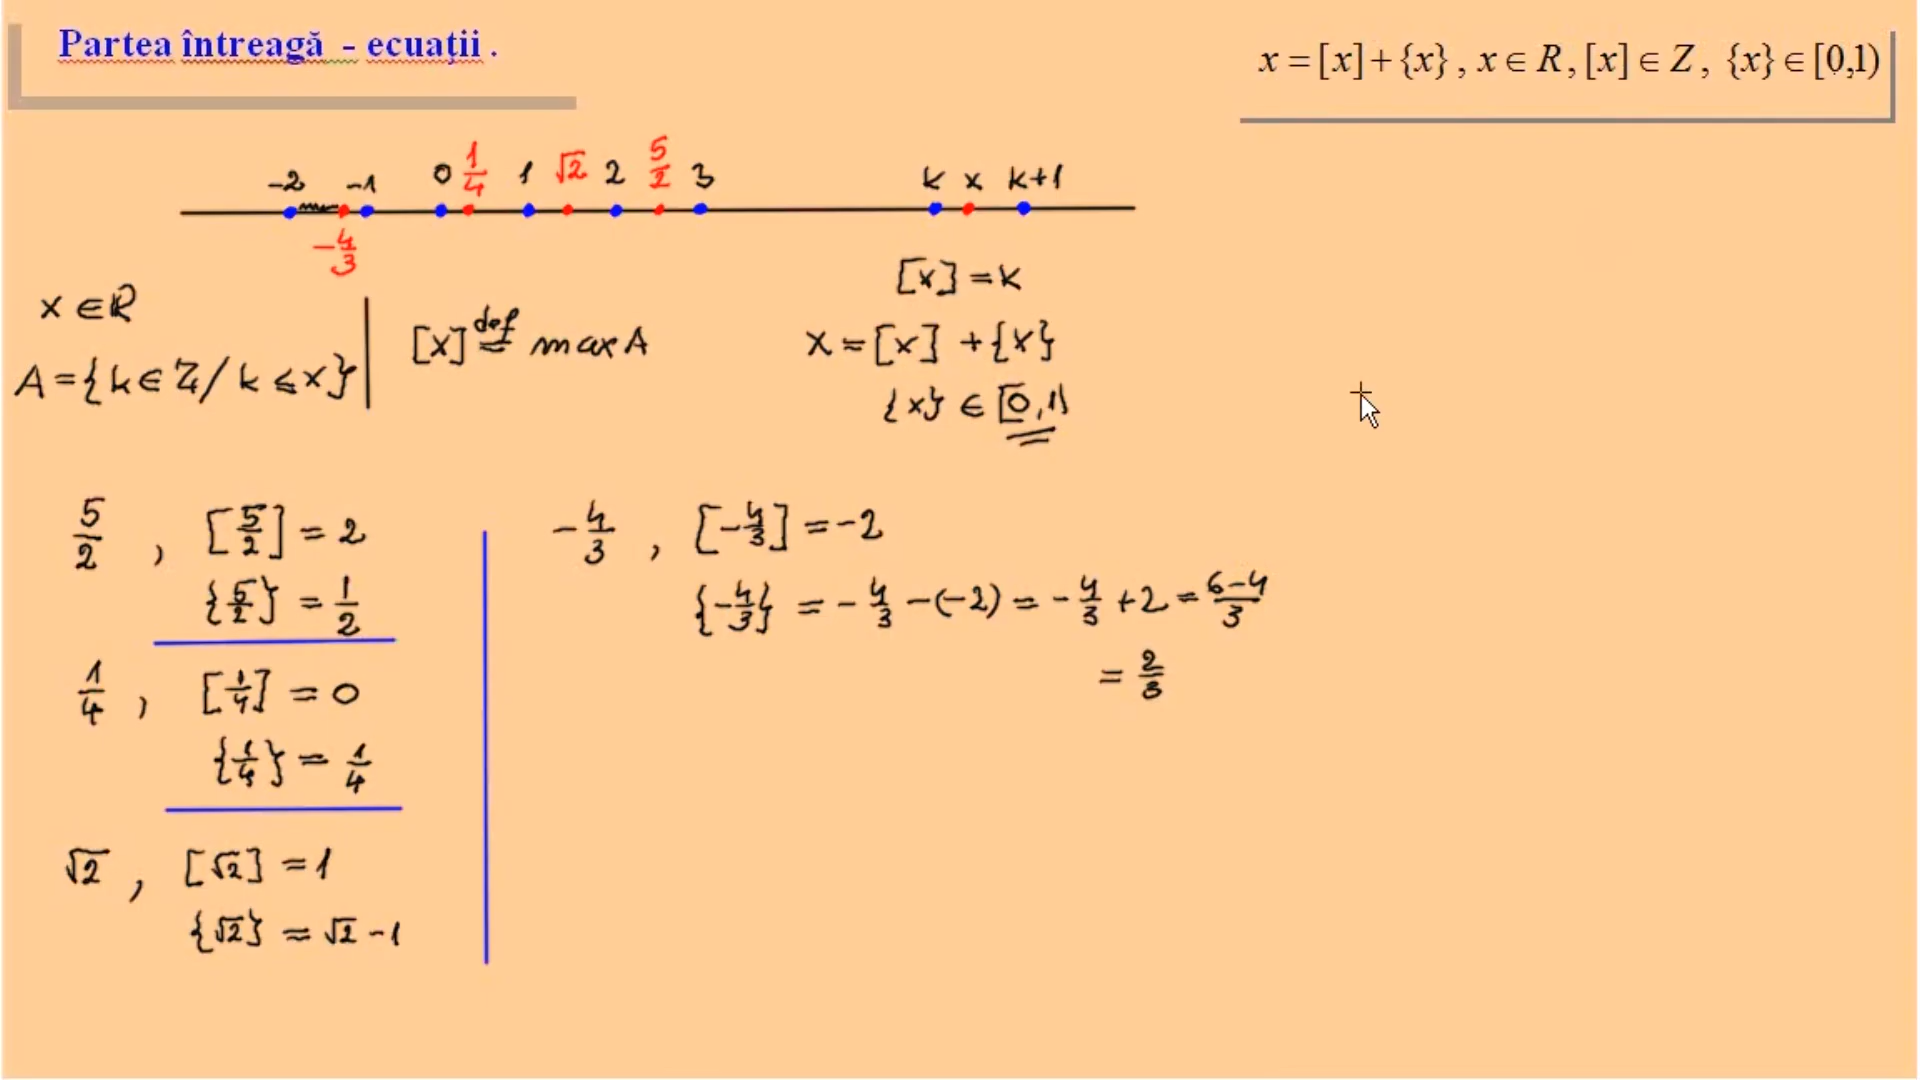 Partea întreagă - ecuații .
x = [x] + {x} , x ∈ R , [x] ∈ Z , {x} ∈ [0,1)
-2 -1 0 1/4 1 √2 2 5/2 3 k x k+1
-4/3
[x] = k
x ∈ R
A = {k ∈ Z / k ≤ x}
[x] def= max A
x = [x] + {x}
{x} ∈ [0,1)
5/2 , [5/2] = 2
{5/2} = 1/2
1/4 , [1/4] = 0
{1/4} = 1/4
√2 , [√2] = 1
{√2} = √2 - 1
-4/3 , [-4/3] = -2
{-4/3} = -4/3 - (-2) = -4/3 + 2 = (6-4)/3
= 2/3